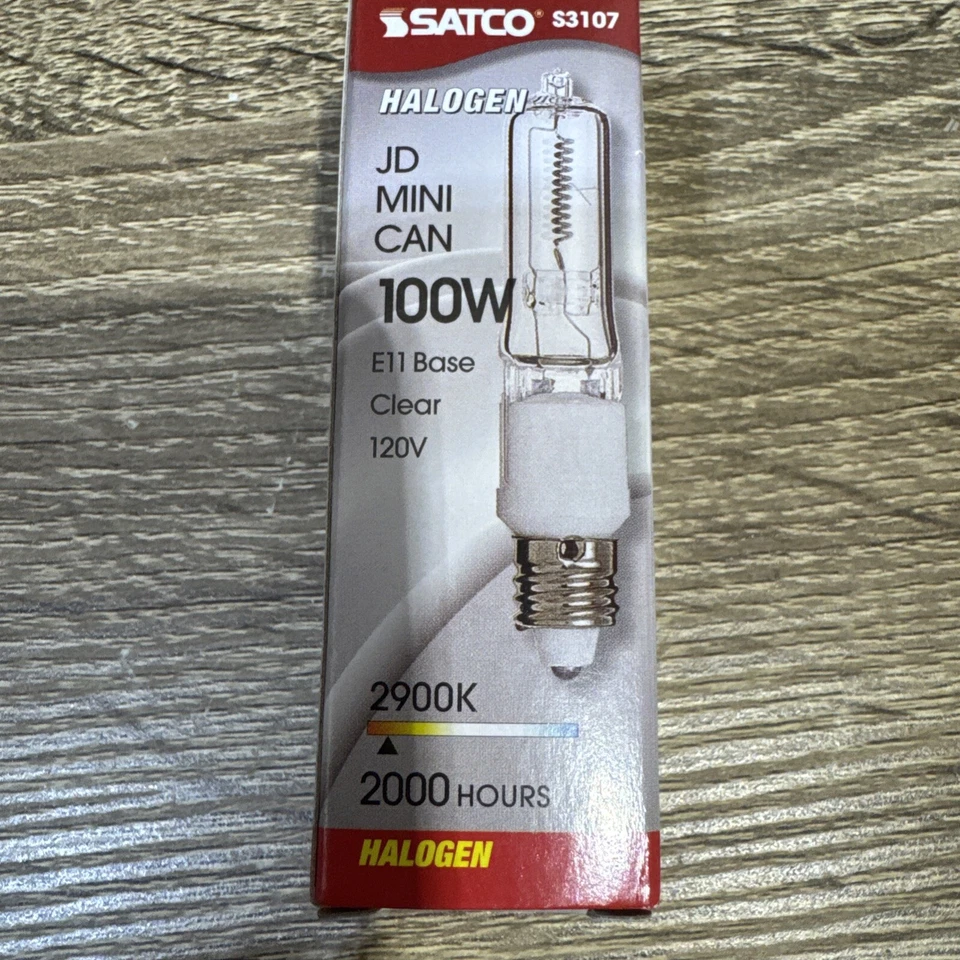 SATCO® S3107
HALOGEN
JD
MINI
CAN
100W
E11 Base
Clear
120V
2900K
2000 HOURS
HALOGEN